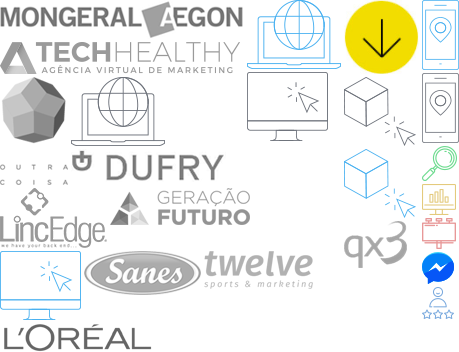 MONGERAL AEGON
TECHHEALTHY
AGÊNCIA VIRTUAL DE MARKETING
OUTRA
COISA
DUFRY
GERAÇÃO
FUTURO
LincEdge.
we have your back end...
qx3
Sanes
twelve
sports & marketing
L'ORÉAL